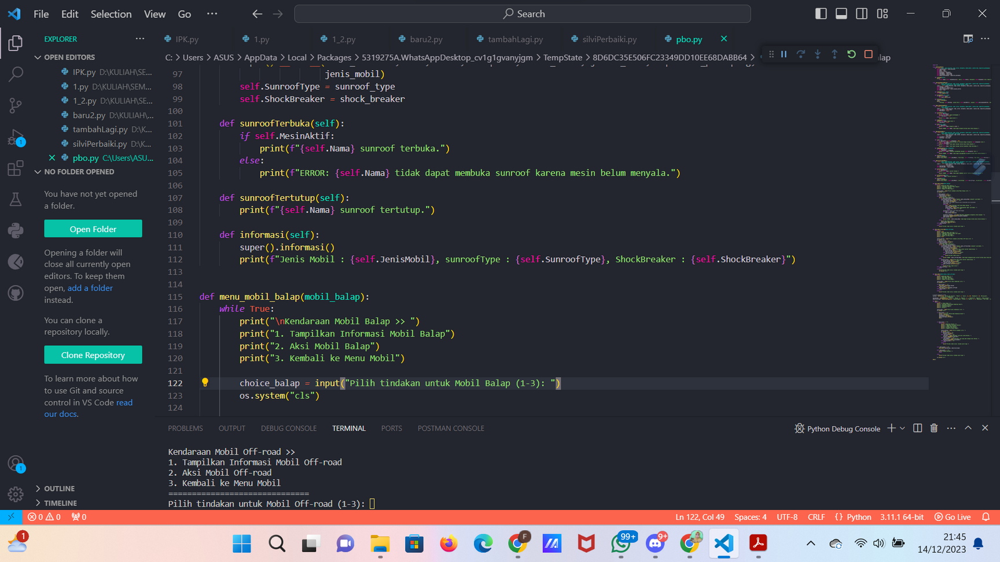 File Edit Selection View Go ···
Search
EXPLORER ···
IPK.py 1.py 1_2.py baru2.py tambahLagi.py silviPerbaiki.py pbo.py
OPEN EDITORS
C: > Users > ASUS > AppData > Local > Packages > 5319275A.WhatsAppDesktop_cv1g1gvanyjgm > TempState > 8D6DC35E506FC23349DD10EE68DABB64 >
IPK.py D:\KULIAH\SE...
1.py D:\KULIAH\SEM...
1_2.py D:\KULIAH\SE...
baru2.py D:\KULIAH\...
tambahLagi.py D:\K...
silviPerbaiki.py D:\K...
pbo.py C:\Users\ASU...
NO FOLDER OPENED
You have not yet opened
a folder.
Open Folder
Opening a folder will
close all currently open
editors. To keep them
open, add a folder
instead.
You can clone a
repository locally.
Clone Repository
To learn more about how
to use Git and source
control in VS Code read
our docs.
OUTLINE
TIMELINE
97 jenis_mobil)
98 self.SunroofType = sunroof_type
99 self.ShockBreaker = shock_breaker
100
101 def sunroofTerbuka(self):
102 if self.MesinAktif:
103 print(f"{self.Nama} sunroof terbuka.")
104 else:
105 print(f"ERROR: {self.Nama} tidak dapat membuka sunroof karena mesin belum menyala.")
106
107 def sunroofTertutup(self):
108 print(f"{self.Nama} sunroof tertutup.")
109
110 def informasi(self):
111 super().informasi()
112 print(f"Jenis Mobil : {self.JenisMobil}, sunroofType : {self.SunroofType}, ShockBreaker : {self.ShockBreaker}")
113
114
115 def menu_mobil_balap(mobil_balap):
116 while True:
117 print("\nKendaraan Mobil Balap >> ")
118 print("1. Tampilkan Informasi Mobil Balap")
119 print("2. Aksi Mobil Balap")
120 print("3. Kembali ke Menu Mobil")
121
122 choice_balap = input("Pilih tindakan untuk Mobil Balap (1-3): ")
123 os.system("cls")
124
PROBLEMS OUTPUT DEBUG CONSOLE TERMINAL PORTS POSTMAN CONSOLE
Python Debug Console
Kendaraan Mobil Off-road >>
1. Tampilkan Informasi Mobil Off-road
2. Aksi Mobil Off-road
3. Kembali ke Menu Mobil
==============================
Pilih tindakan untuk Mobil Off-road (1-3):
1
1
0 0 0 Ln 122, Col 49 Spaces: 4 UTF-8 CRLF {} Python 3.11.1 64-bit Go Live
1 F 99+ 9+
21:45
14/12/2023